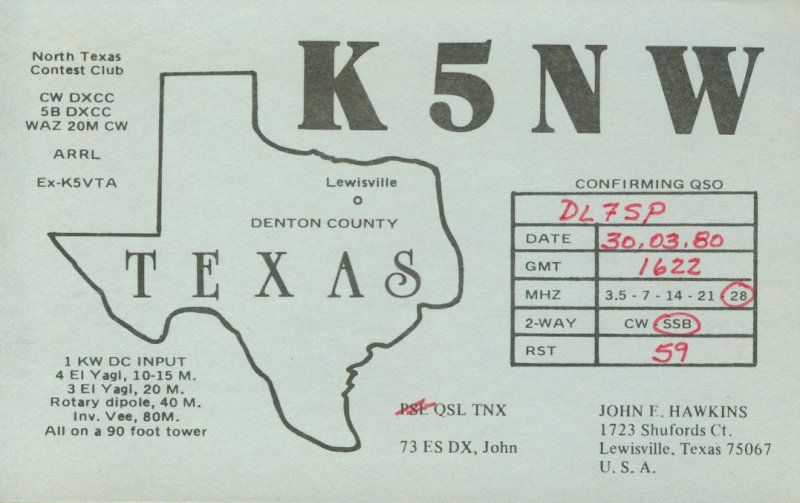 North Texas
Contest Club
CW DXCC
5B DXCC
WAZ 20M CW
ARRL
Ex-K5VTA
K5NW
Lewisville
DENTON COUNTY
TEXAS
CONFIRMING QSO
DL7SP
DATE 30.03.80
GMT 1622
MHZ 3.5 - 7 - 14 - 21 - 28
2-WAY CW - SSB
RST 59
1 KW DC INPUT
4 El Yagi, 10-15 M.
3 El Yagi, 20 M.
Rotary dipole, 40 M.
Inv. Vee, 80M.
All on a 90 foot tower
PSE QSL TNX
73 ES DX, John
JOHN F. HAWKINS
1723 Shufords Ct.
Lewisville, Texas 75067
U. S. A.